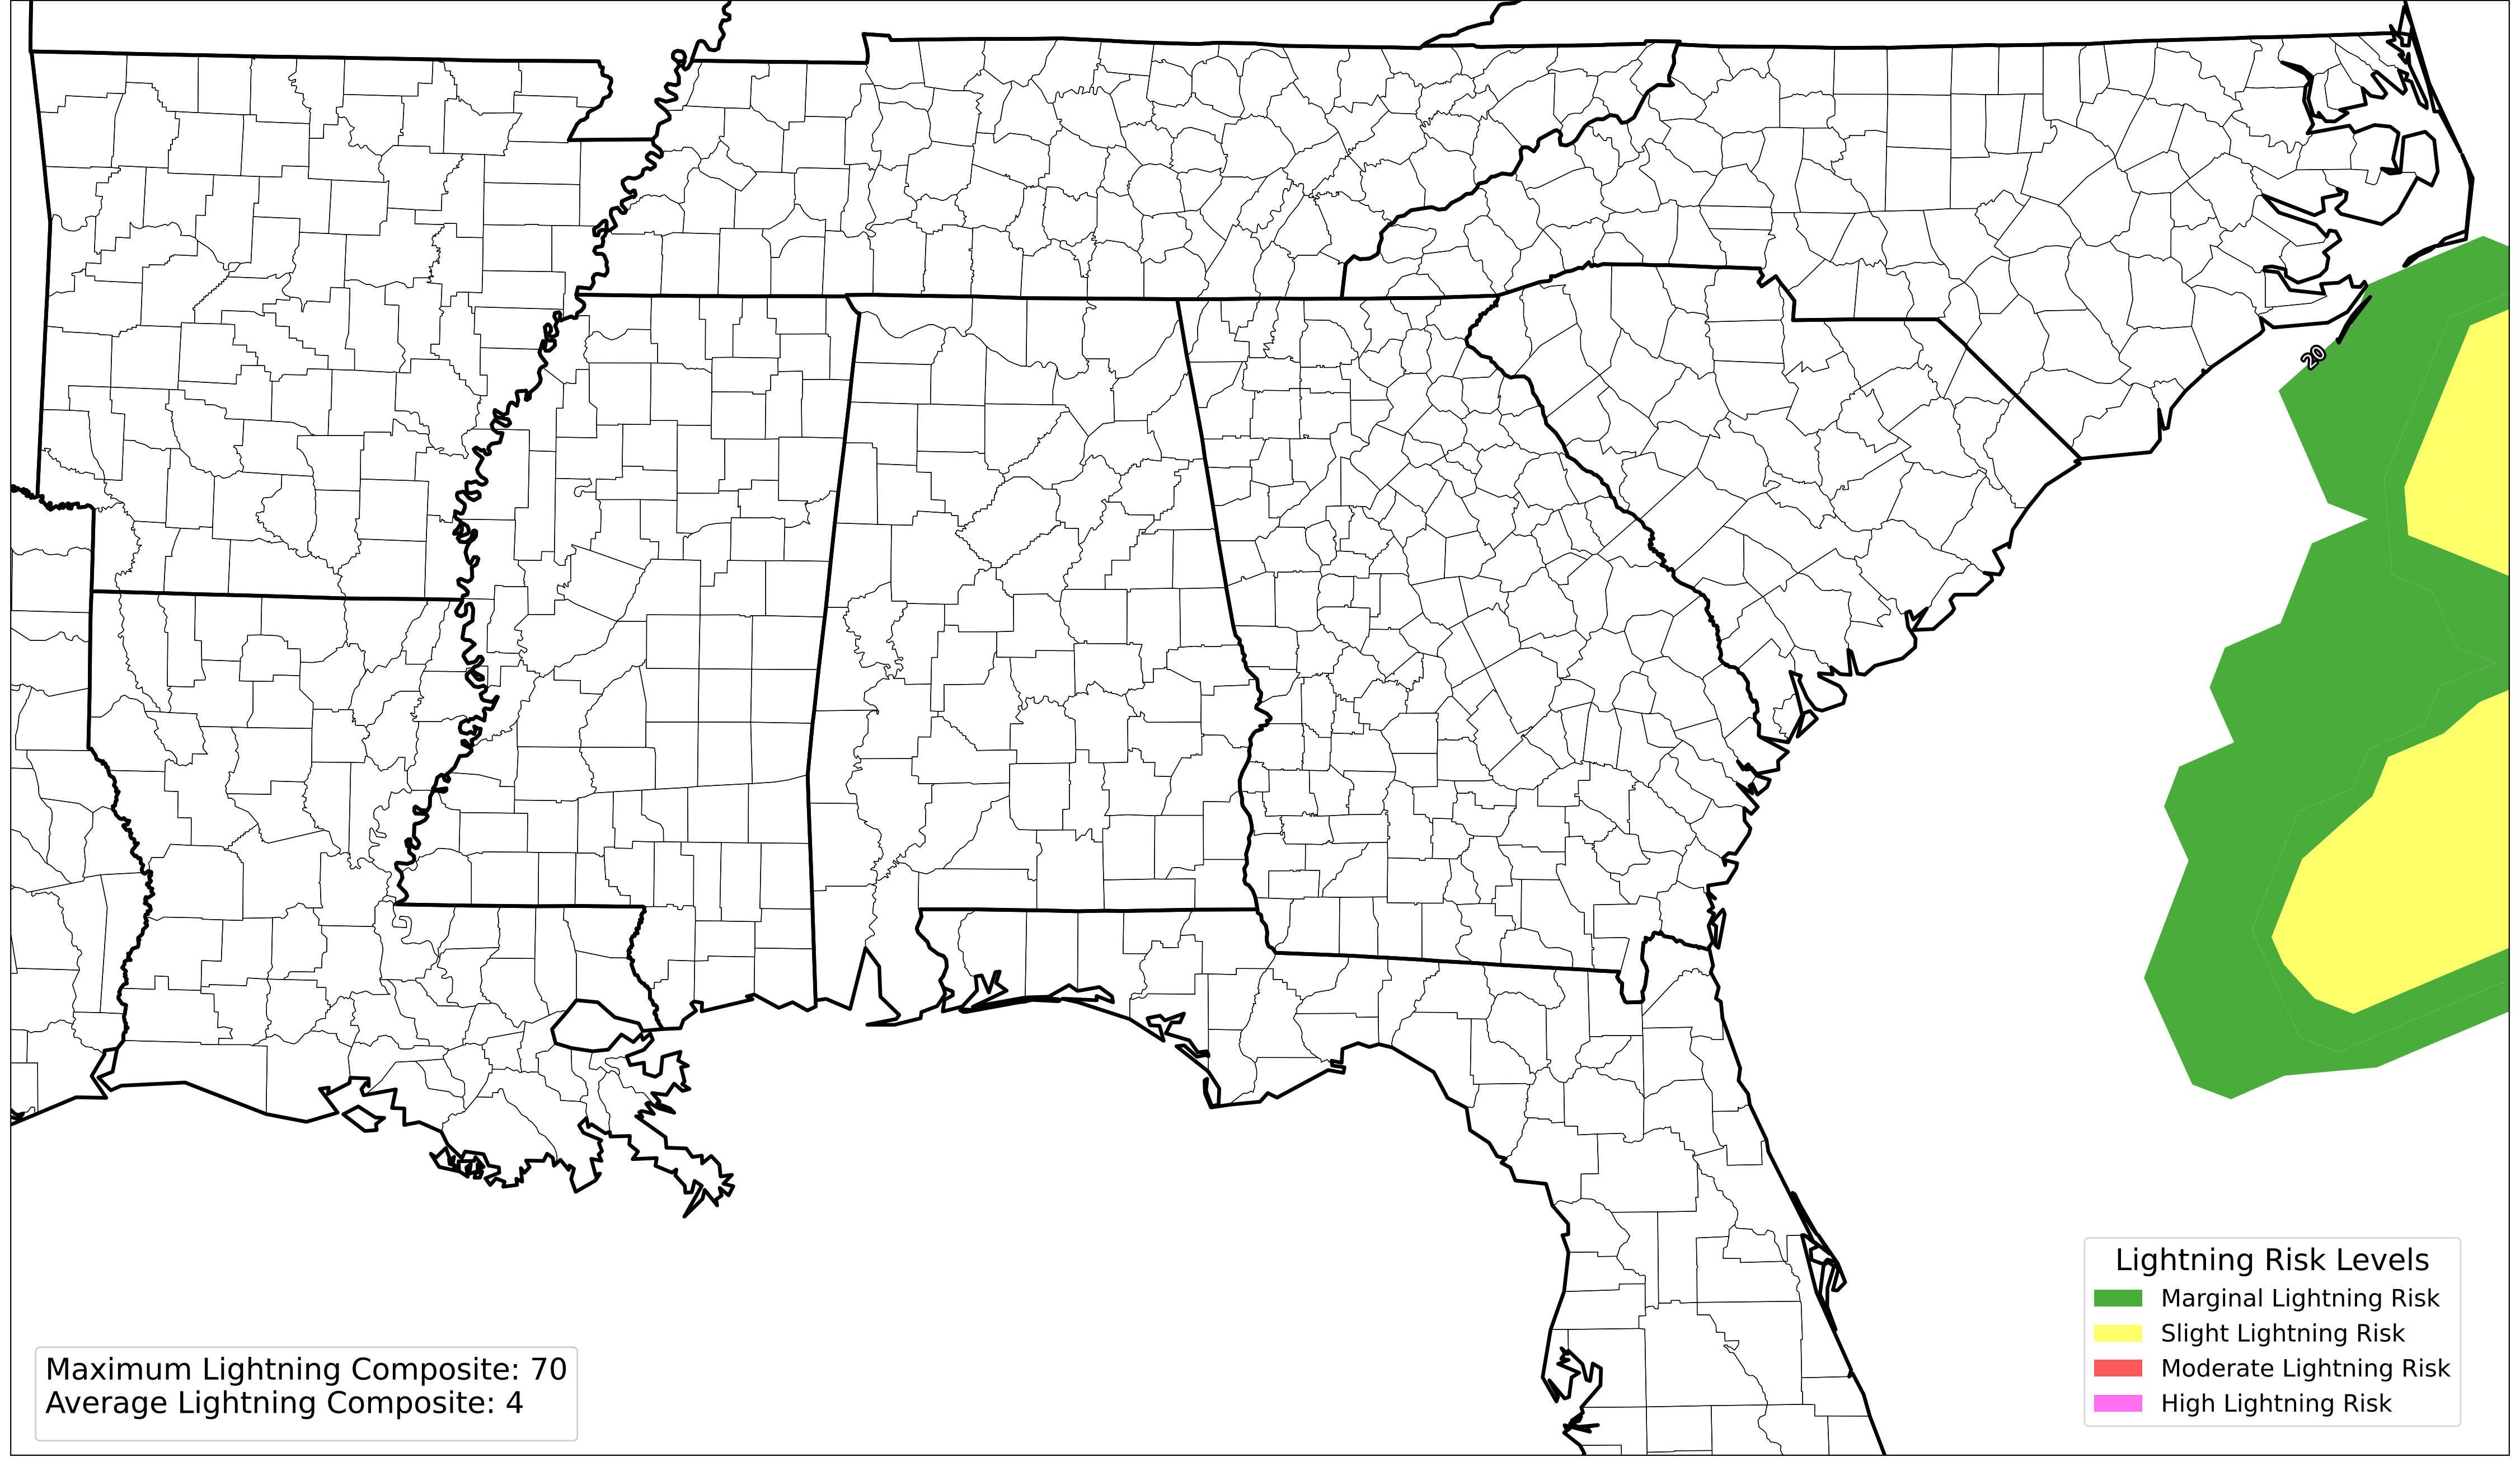 20
Lightning Risk Levels
Marginal Lightning Risk
Slight Lightning Risk
Moderate Lightning Risk
High Lightning Risk
Maximum Lightning Composite: 70
Average Lightning Composite: 4